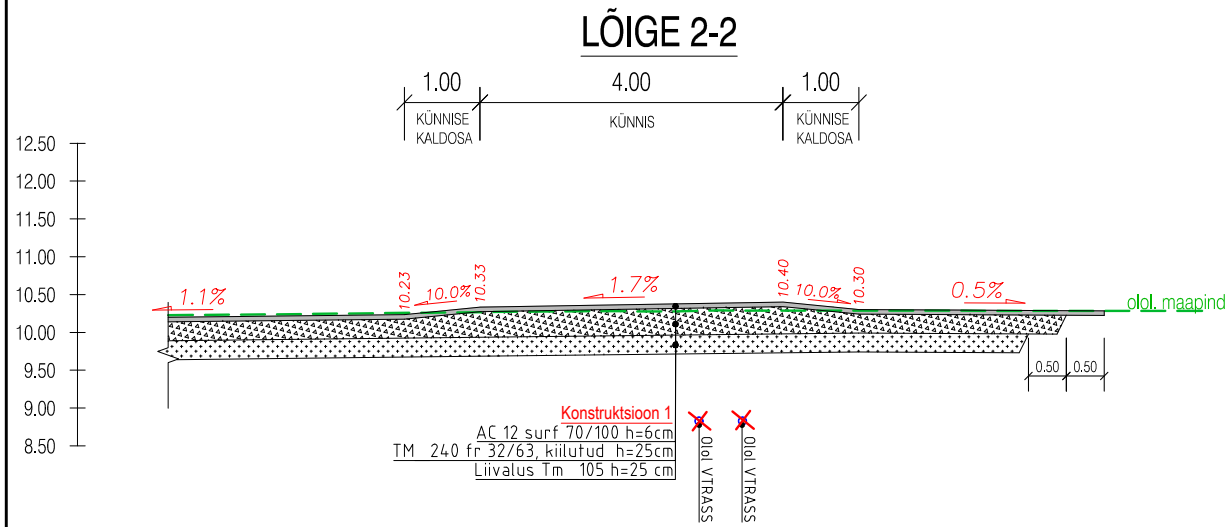 LÕIGE 2-2
1.00
4.00
1.00
KÜNNISE
KALDOSA
KÜNNIS
KÜNNISE
KALDOSA
12.50
12.00
11.50
11.00
10.50
10.00
9.50
9.00
8.50
1.1%
10.23
10.0%
10.33
1.7%
10.40
10.0%
10.30
0.5%
olol. maapind
0.50
0.50
Konstruktsioon 1
AC 12 surf 70/100 h=6cm
TM 240 fr 32/63, kiilutud h=25cm
Liivalus Tm 105 h=25 cm
Olol VTRASS
Olol VTRASS